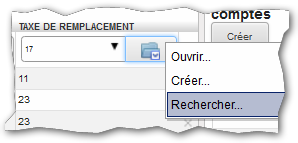 comptes
TAXE DE REMPLACEMENT
Créer
17
Ouvrir...
11
Créer...
23
Rechercher...
23